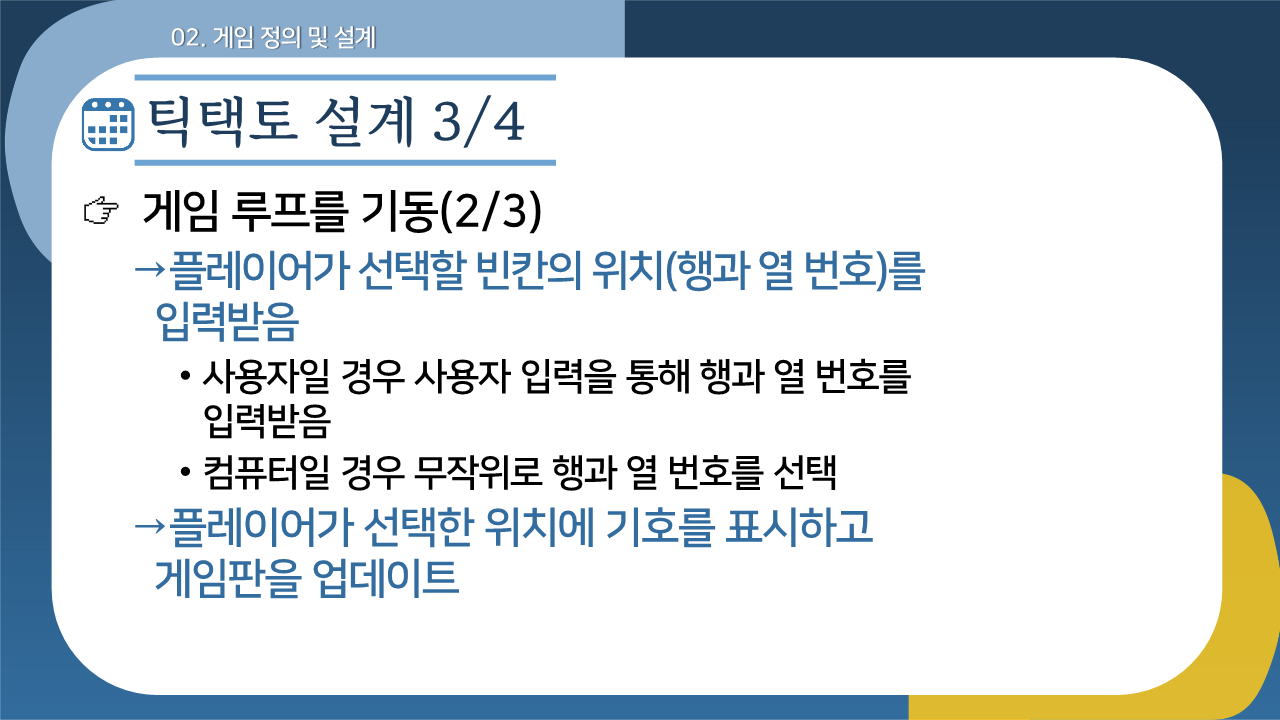 02. 게임 정의 및 설계
틱택토 설계 3/4
☞ 게임 루프를 기동(2/3)
→플레이어가 선택할 빈칸의 위치(행과 열 번호)를
입력받음
• 사용자일 경우 사용자 입력을 통해 행과 열 번호를
입력받음
• 컴퓨터일 경우 무작위로 행과 열 번호를 선택
→플레이어가 선택한 위치에 기호를 표시하고
게임판을 업데이트